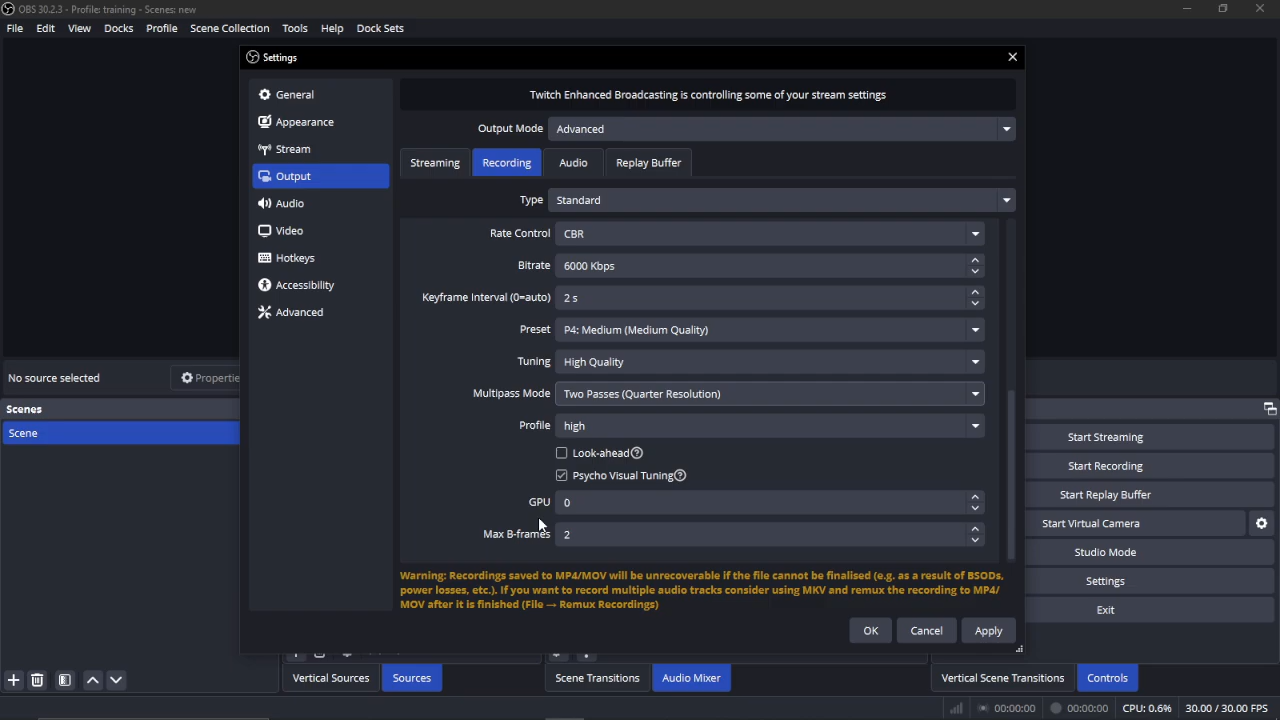 OBS 30.2.3 - Profile: training - Scenes: new
File Edit View Docks Profile Scene Collection Tools Help Dock Sets
Settings
General
Appearance
Stream
Output
Audio
Video
Hotkeys
Accessibility
Advanced
Twitch Enhanced Broadcasting is controlling some of your stream settings
Output Mode Advanced
Streaming Recording Audio Replay Buffer
Type Standard
Rate Control CBR
Bitrate 6000 Kbps
Keyframe Interval (0=auto) 2 s
Preset P4: Medium (Medium Quality)
Tuning High Quality
Multipass Mode Two Passes (Quarter Resolution)
Profile high
Look-ahead
Psycho Visual Tuning
GPU 0
Max B-frames 2
Warning: Recordings saved to MP4/MOV will be unrecoverable if the file cannot be finalised (e.g. as a result of BSODs,
power losses, etc.). If you want to record multiple audio tracks consider using MKV and remux the recording to MP4/
MOV after it is finished (File → Remux Recordings)
OK Cancel Apply
No source selected
Properties
Scenes
Scene
Start Streaming
Start Recording
Start Replay Buffer
Start Virtual Camera
Studio Mode
Settings
Exit
Vertical Sources Sources Scene Transitions Audio Mixer Vertical Scene Transitions Controls
00:00:00 00:00:00 CPU: 0.6% 30.00 / 30.00 FPS